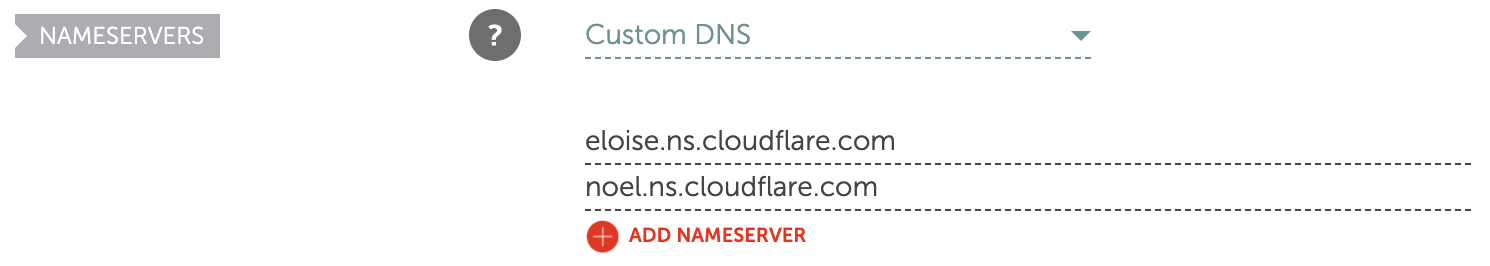 NAMESERVERS ? Custom DNS
eloise.ns.cloudflare.com
noel.ns.cloudflare.com
ADD NAMESERVER